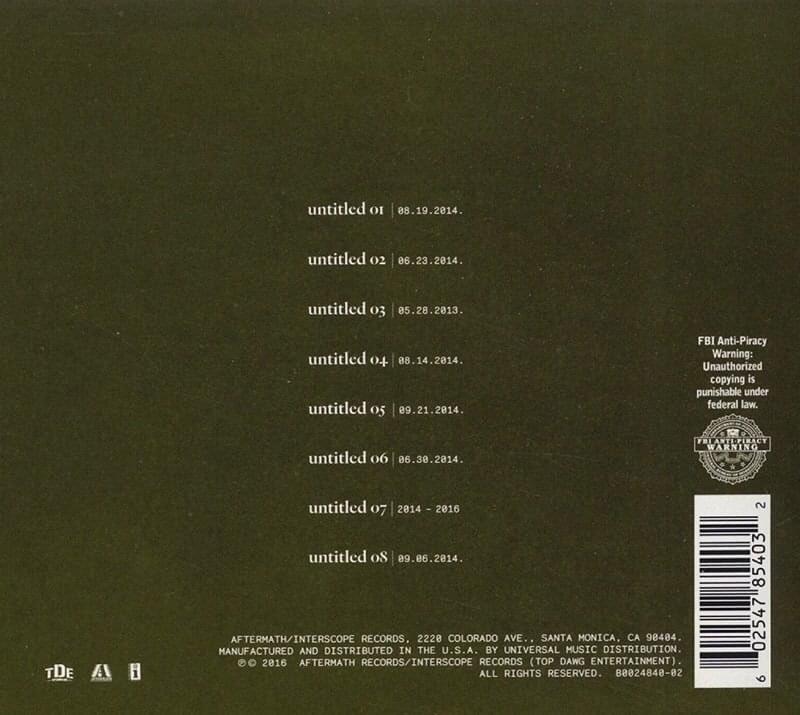 untitled 01 | 08.19.2014.
untitled 02 | 06.23.2014.
untitled 03 | 05.28.2013.
untitled 04 | 08.14.2014.
untitled 05 | 09.21.2014.
untitled 06 | 06.30.2014.
untitled 07 | 2014 - 2016
untitled 08 | 09.06.2014.
FBI Anti-Piracy
Warning:
Unauthorized
copying is
punishable under
federal law.
FBI ANTI-PIRACY
WARNING
6 02547 85403 2
AFTERMATH/INTERSCOPE RECORDS, 2220 COLORADO AVE., SANTA MONICA, CA 90404.
MANUFACTURED AND DISTRIBUTED IN THE U.S.A. BY UNIVERSAL MUSIC DISTRIBUTION.
℗© 2016 AFTERMATH RECORDS/INTERSCOPE RECORDS (TOP DAWG ENTERTAINMENT).
ALL RIGHTS RESERVED. B0024840-02
TDE